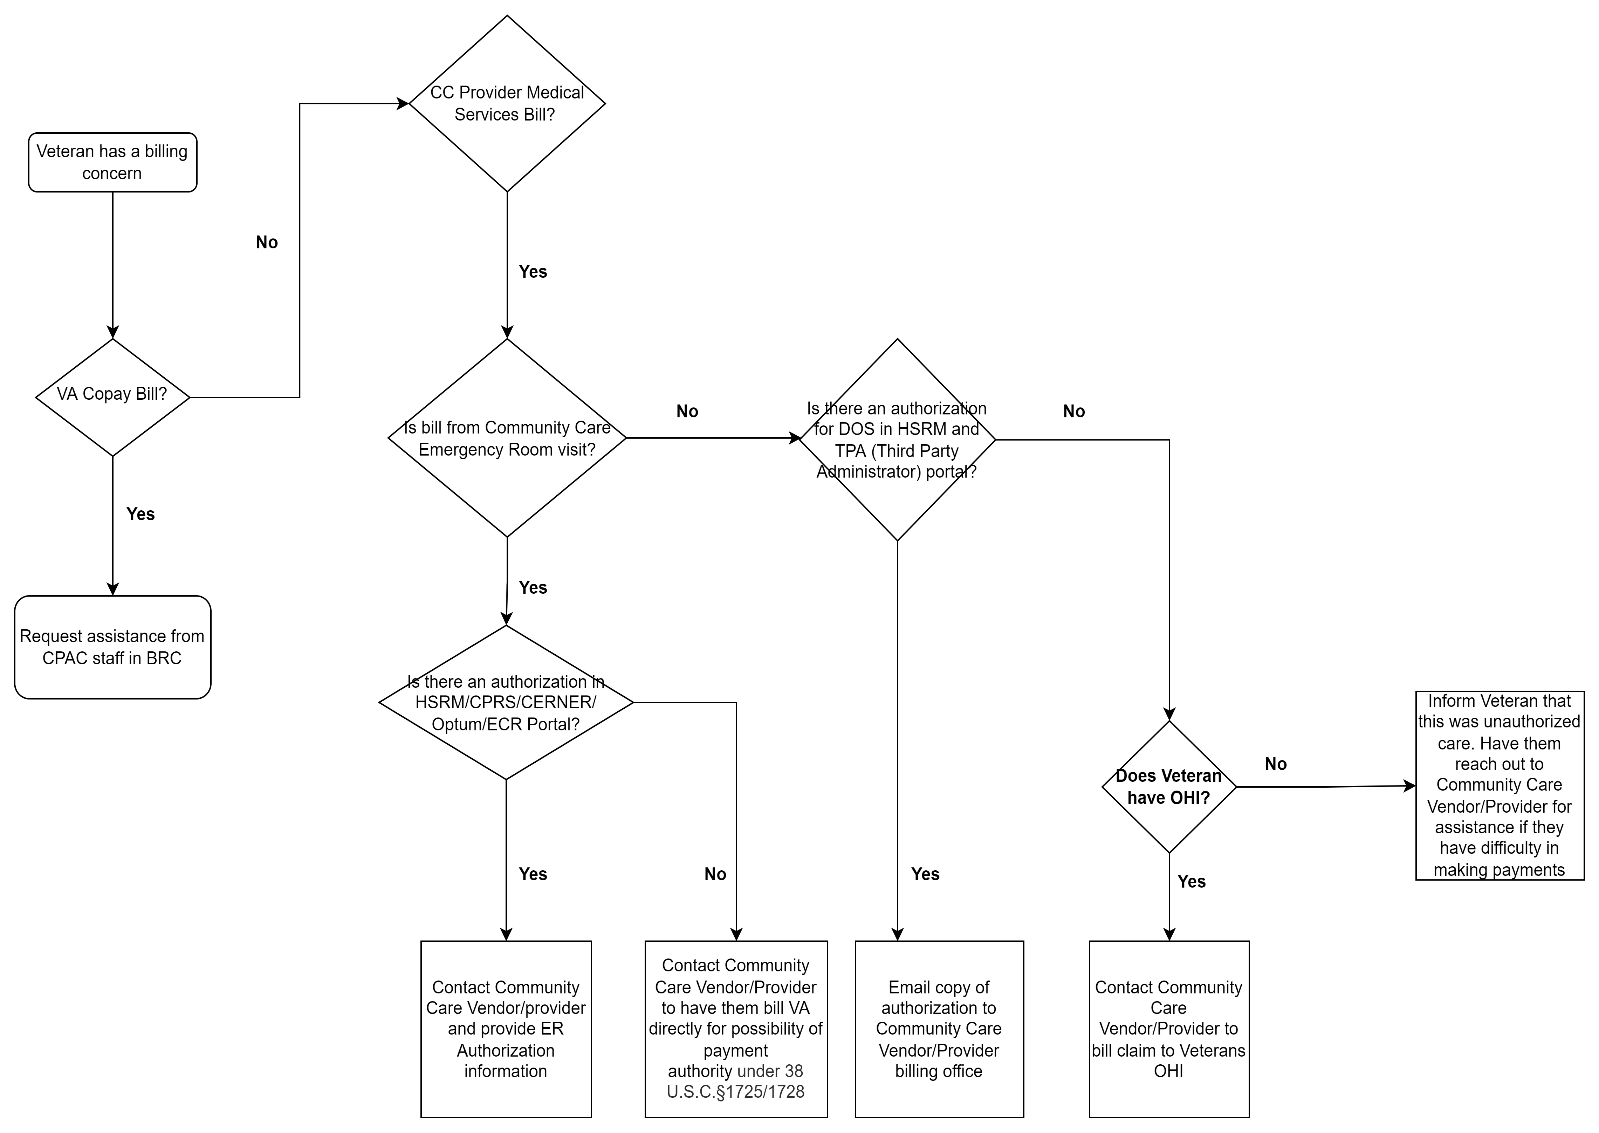 CC Provider Medical
Services Bill?
Veteran has a billing
concern
No
Yes
VA Copay Bill?
Yes
Request assistance from
CPAC staff in BRC
Is bill from Community Care
Emergency Room visit?
No
Is there an authorization
for DOS in HSRM and
TPA (Third Party
Administrator) portal?
No
Yes
Is there an authorization in
HSRM/CPRS/CERNER/
Optum/ECR Portal?
Yes
No
Yes
Does Veteran
have OHI?
No
Yes
Inform Veteran that
this was unauthorized
care. Have them
reach out to
Community Care
Vendor/Provider for
assistance if they
have difficulty in
making payments
Contact Community
Care Vendor/provider
and provide ER
Authorization
information
Contact Community
Care Vendor/Provider
to have them bill VA
directly for possibility of
payment
authority under 38
U.S.C.§1725/1728
Email copy of
authorization to
Community Care
Vendor/Provider
billing office
Contact Community
Care
Vendor/Provider to
bill claim to Veterans
OHI